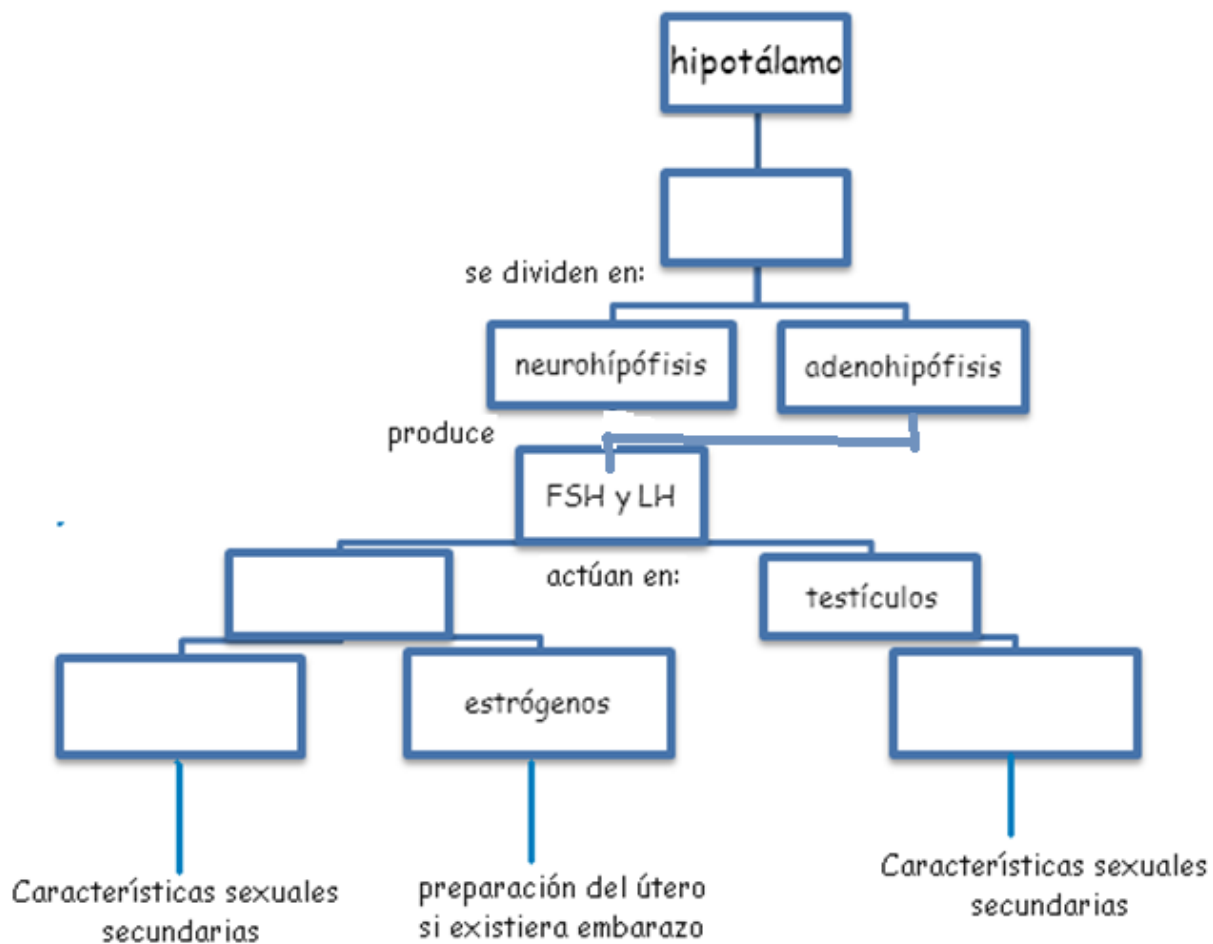 hipotálamo
se dividen en:
neurohípófisis
adenohipófisis
produce
FSH y LH
actúan en:
testículos
estrógenos
Características sexuales
secundarias
preparación del útero
si existiera embarazo
Características sexuales
secundarias